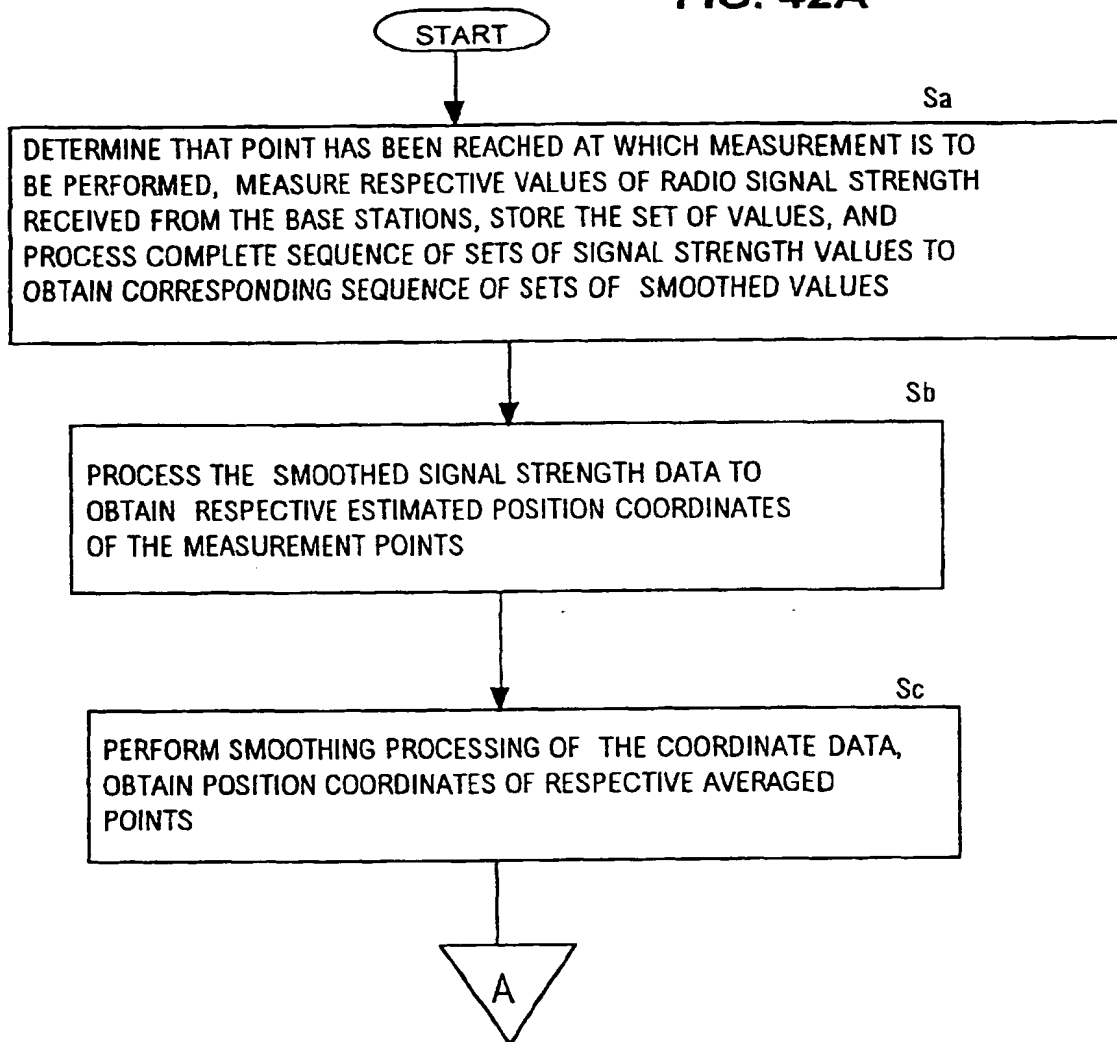 FIG. 42A
START
Sa
DETERMINE THAT POINT HAS BEEN REACHED AT WHICH MEASUREMENT IS TO
BE PERFORMED, MEASURE RESPECTIVE VALUES OF RADIO SIGNAL STRENGTH
RECEIVED FROM THE BASE STATIONS, STORE THE SET OF VALUES, AND
PROCESS COMPLETE SEQUENCE OF SETS OF SIGNAL STRENGTH VALUES TO
OBTAIN CORRESPONDING SEQUENCE OF SETS OF SMOOTHED VALUES
Sb
PROCESS THE SMOOTHED SIGNAL STRENGTH DATA TO
OBTAIN RESPECTIVE ESTIMATED POSITION COORDINATES
OF THE MEASUREMENT POINTS
Sc
PERFORM SMOOTHING PROCESSING OF THE COORDINATE DATA,
OBTAIN POSITION COORDINATES OF RESPECTIVE AVERAGED
POINTS
A